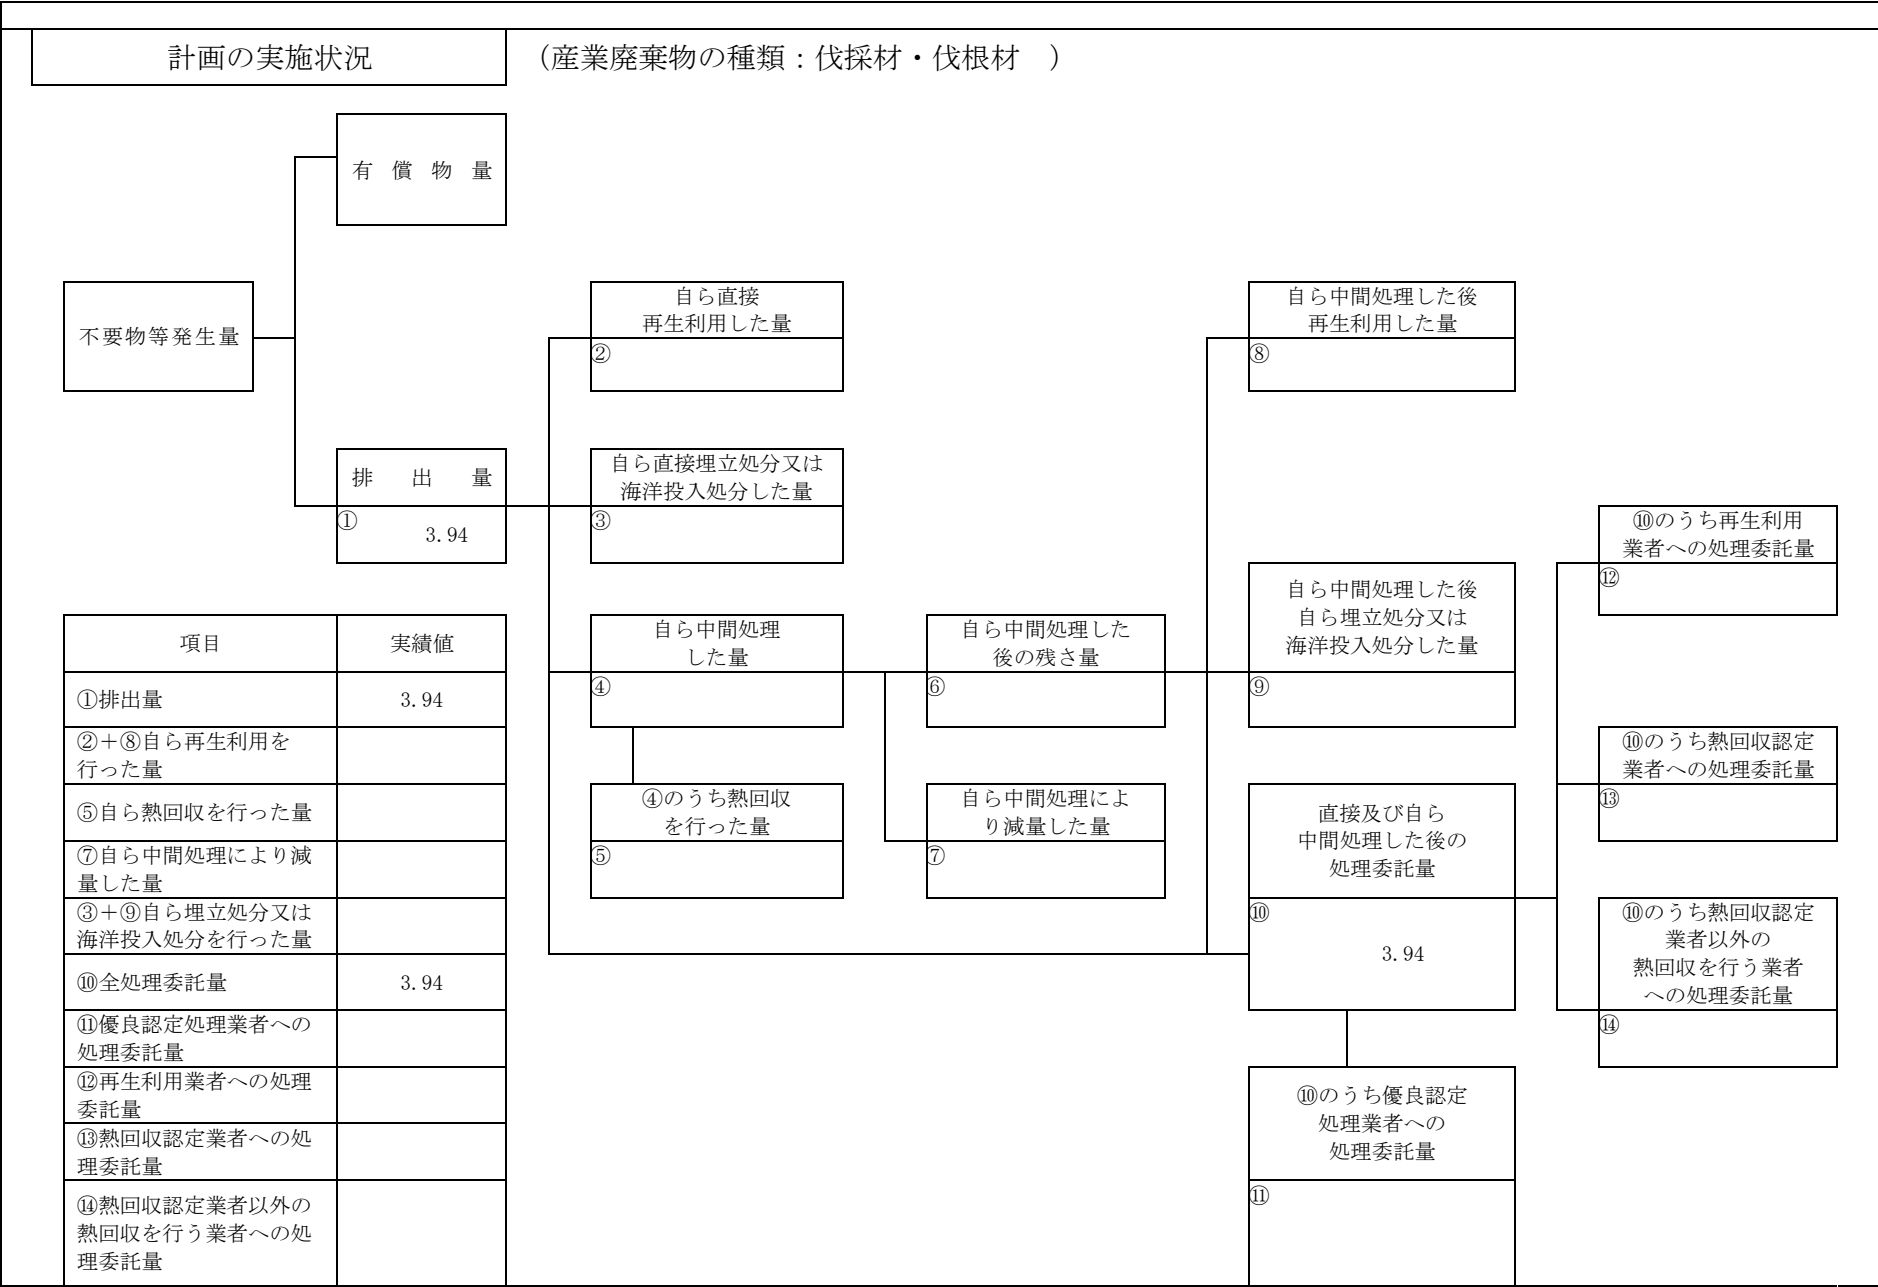 計画の実施状況
（産業廃棄物の種類：伐採材・伐根材　）
有　償　物　量
不要物等発生量
自ら直接
再生利用した量
②
自ら中間処理した後
再生利用した量
⑧
排　出　量
①
3.94
自ら直接埋立処分又は
海洋投入処分した量
③
⑩のうち再生利用
業者への処理委託量
⑫
自ら中間処理
した量
④
自ら中間処理した
後の残さ量
⑥
自ら中間処理した後
自ら埋立処分又は
海洋投入処分した量
⑨
⑩のうち熱回収認定
業者への処理委託量
⑬
④のうち熱回収
を行った量
⑤
自ら中間処理によ
り減量した量
⑦
直接及び自ら
中間処理した後の
処理委託量
⑩
3.94
⑩のうち熱回収認定
業者以外の
熱回収を行う業者
への処理委託量
⑭
⑩のうち優良認定
処理業者への
処理委託量
⑪
項目　実績値
①排出量　3.94
②＋⑧自ら再生利用を
行った量
⑤自ら熱回収を行った量
⑦自ら中間処理により減
量した量
③＋⑨自ら埋立処分又は
海洋投入処分を行った量
⑩全処理委託量　3.94
⑪優良認定処理業者への
処理委託量
⑫再生利用業者への処理
委託量
⑬熱回収認定業者への処
理委託量
⑭熱回収認定業者以外の
熱回収を行う業者への処
理委託量